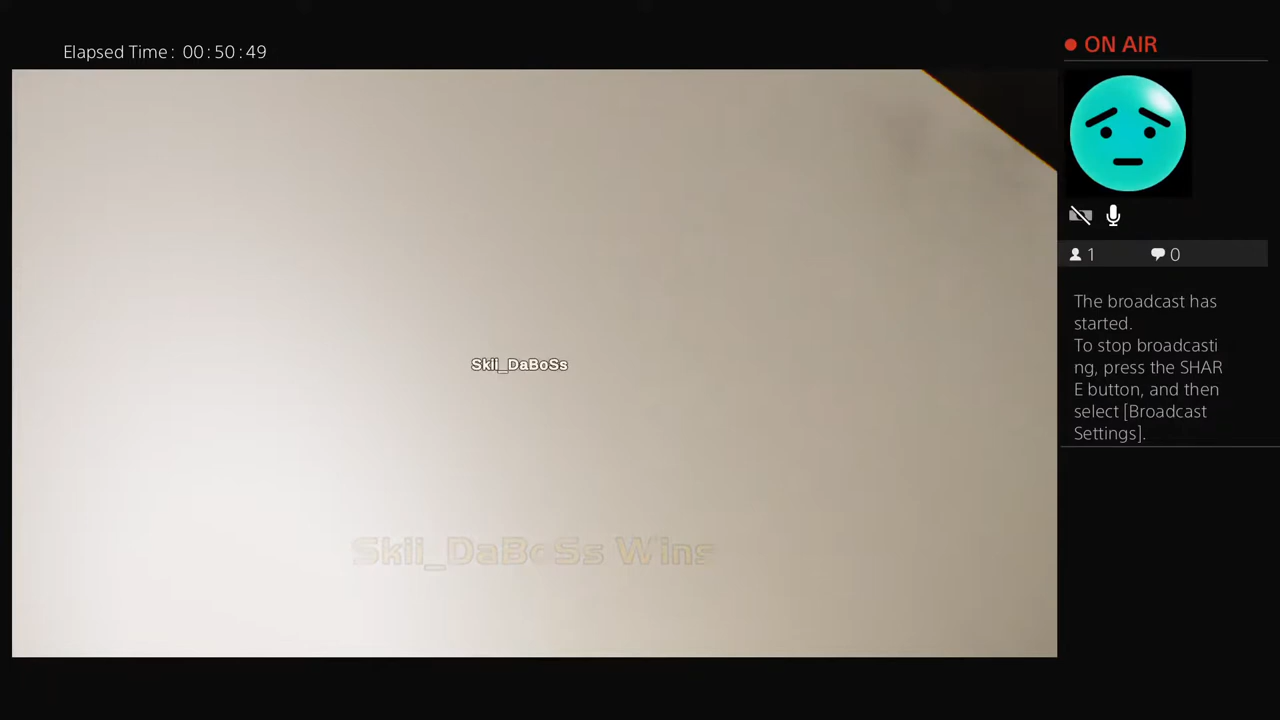 Elapsed Time: 00:50:49
ON AIR
1
0
The broadcast has
started.
To stop broadcasti
ng, press the SHAR
E button, and then
select [Broadcast
Settings].
Skii_DaBoSs
Skii_DaBoSs Wins